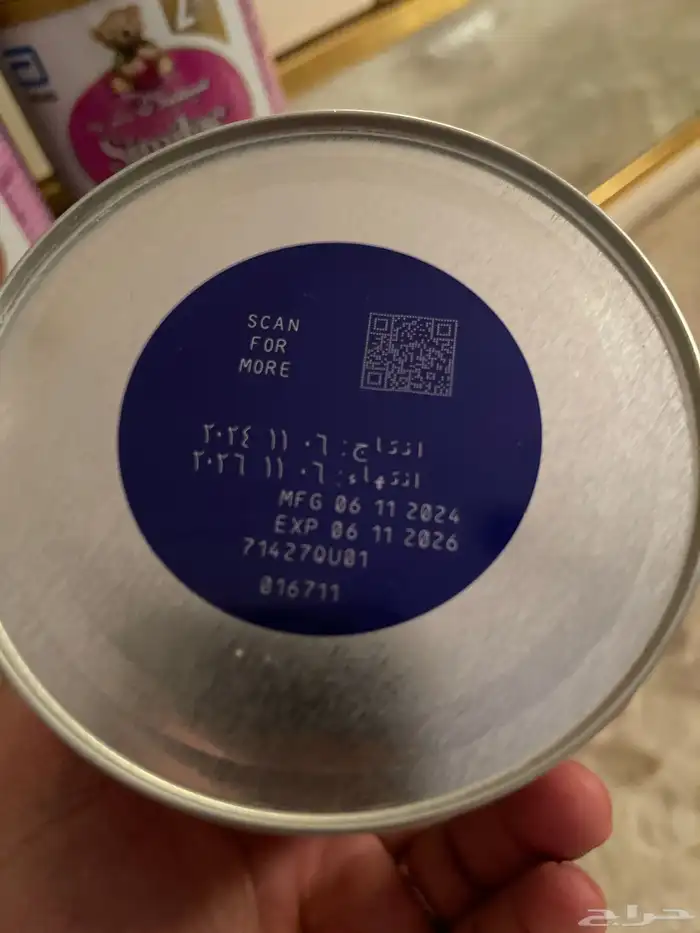 SCAN
FOR
MORE
انتاج: ٠٦ ١١ ٢٠٢٤
انتهاء: ٠٦ ١١ ٢٠٢٦
MFG 06 11 2024
EXP 06 11 2026
71427QU01
016711
حراج